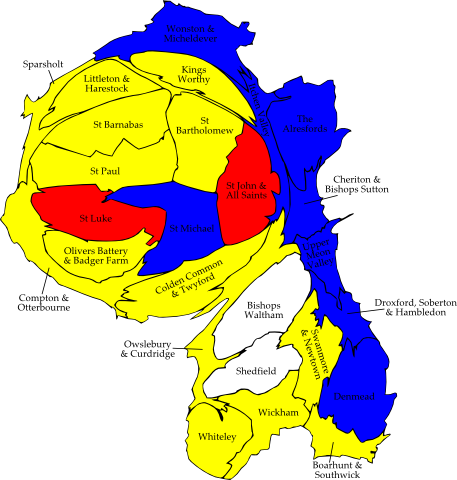 Wonston &
Micheldever
Sparsholt
Kings
Worthy
Littleton &
Harestock
St Barnabas
St
Bartholomew
The
Alresfords
St Paul
Cheriton &
Bishops Sutton
St John &
All Saints
St Luke
St Michael
Olivers Battery
& Badger Farm
Upper
Meon
Valley
Colden Common
& Twyford
Compton &
Otterbourne
Bishops
Waltham
Droxford, Soberton
& Hambledon
Owslebury
& Curdridge
Swanmore
& Newtown
Shedfield
Denmead
Wickham
Whiteley
Boarhunt &
Southwick